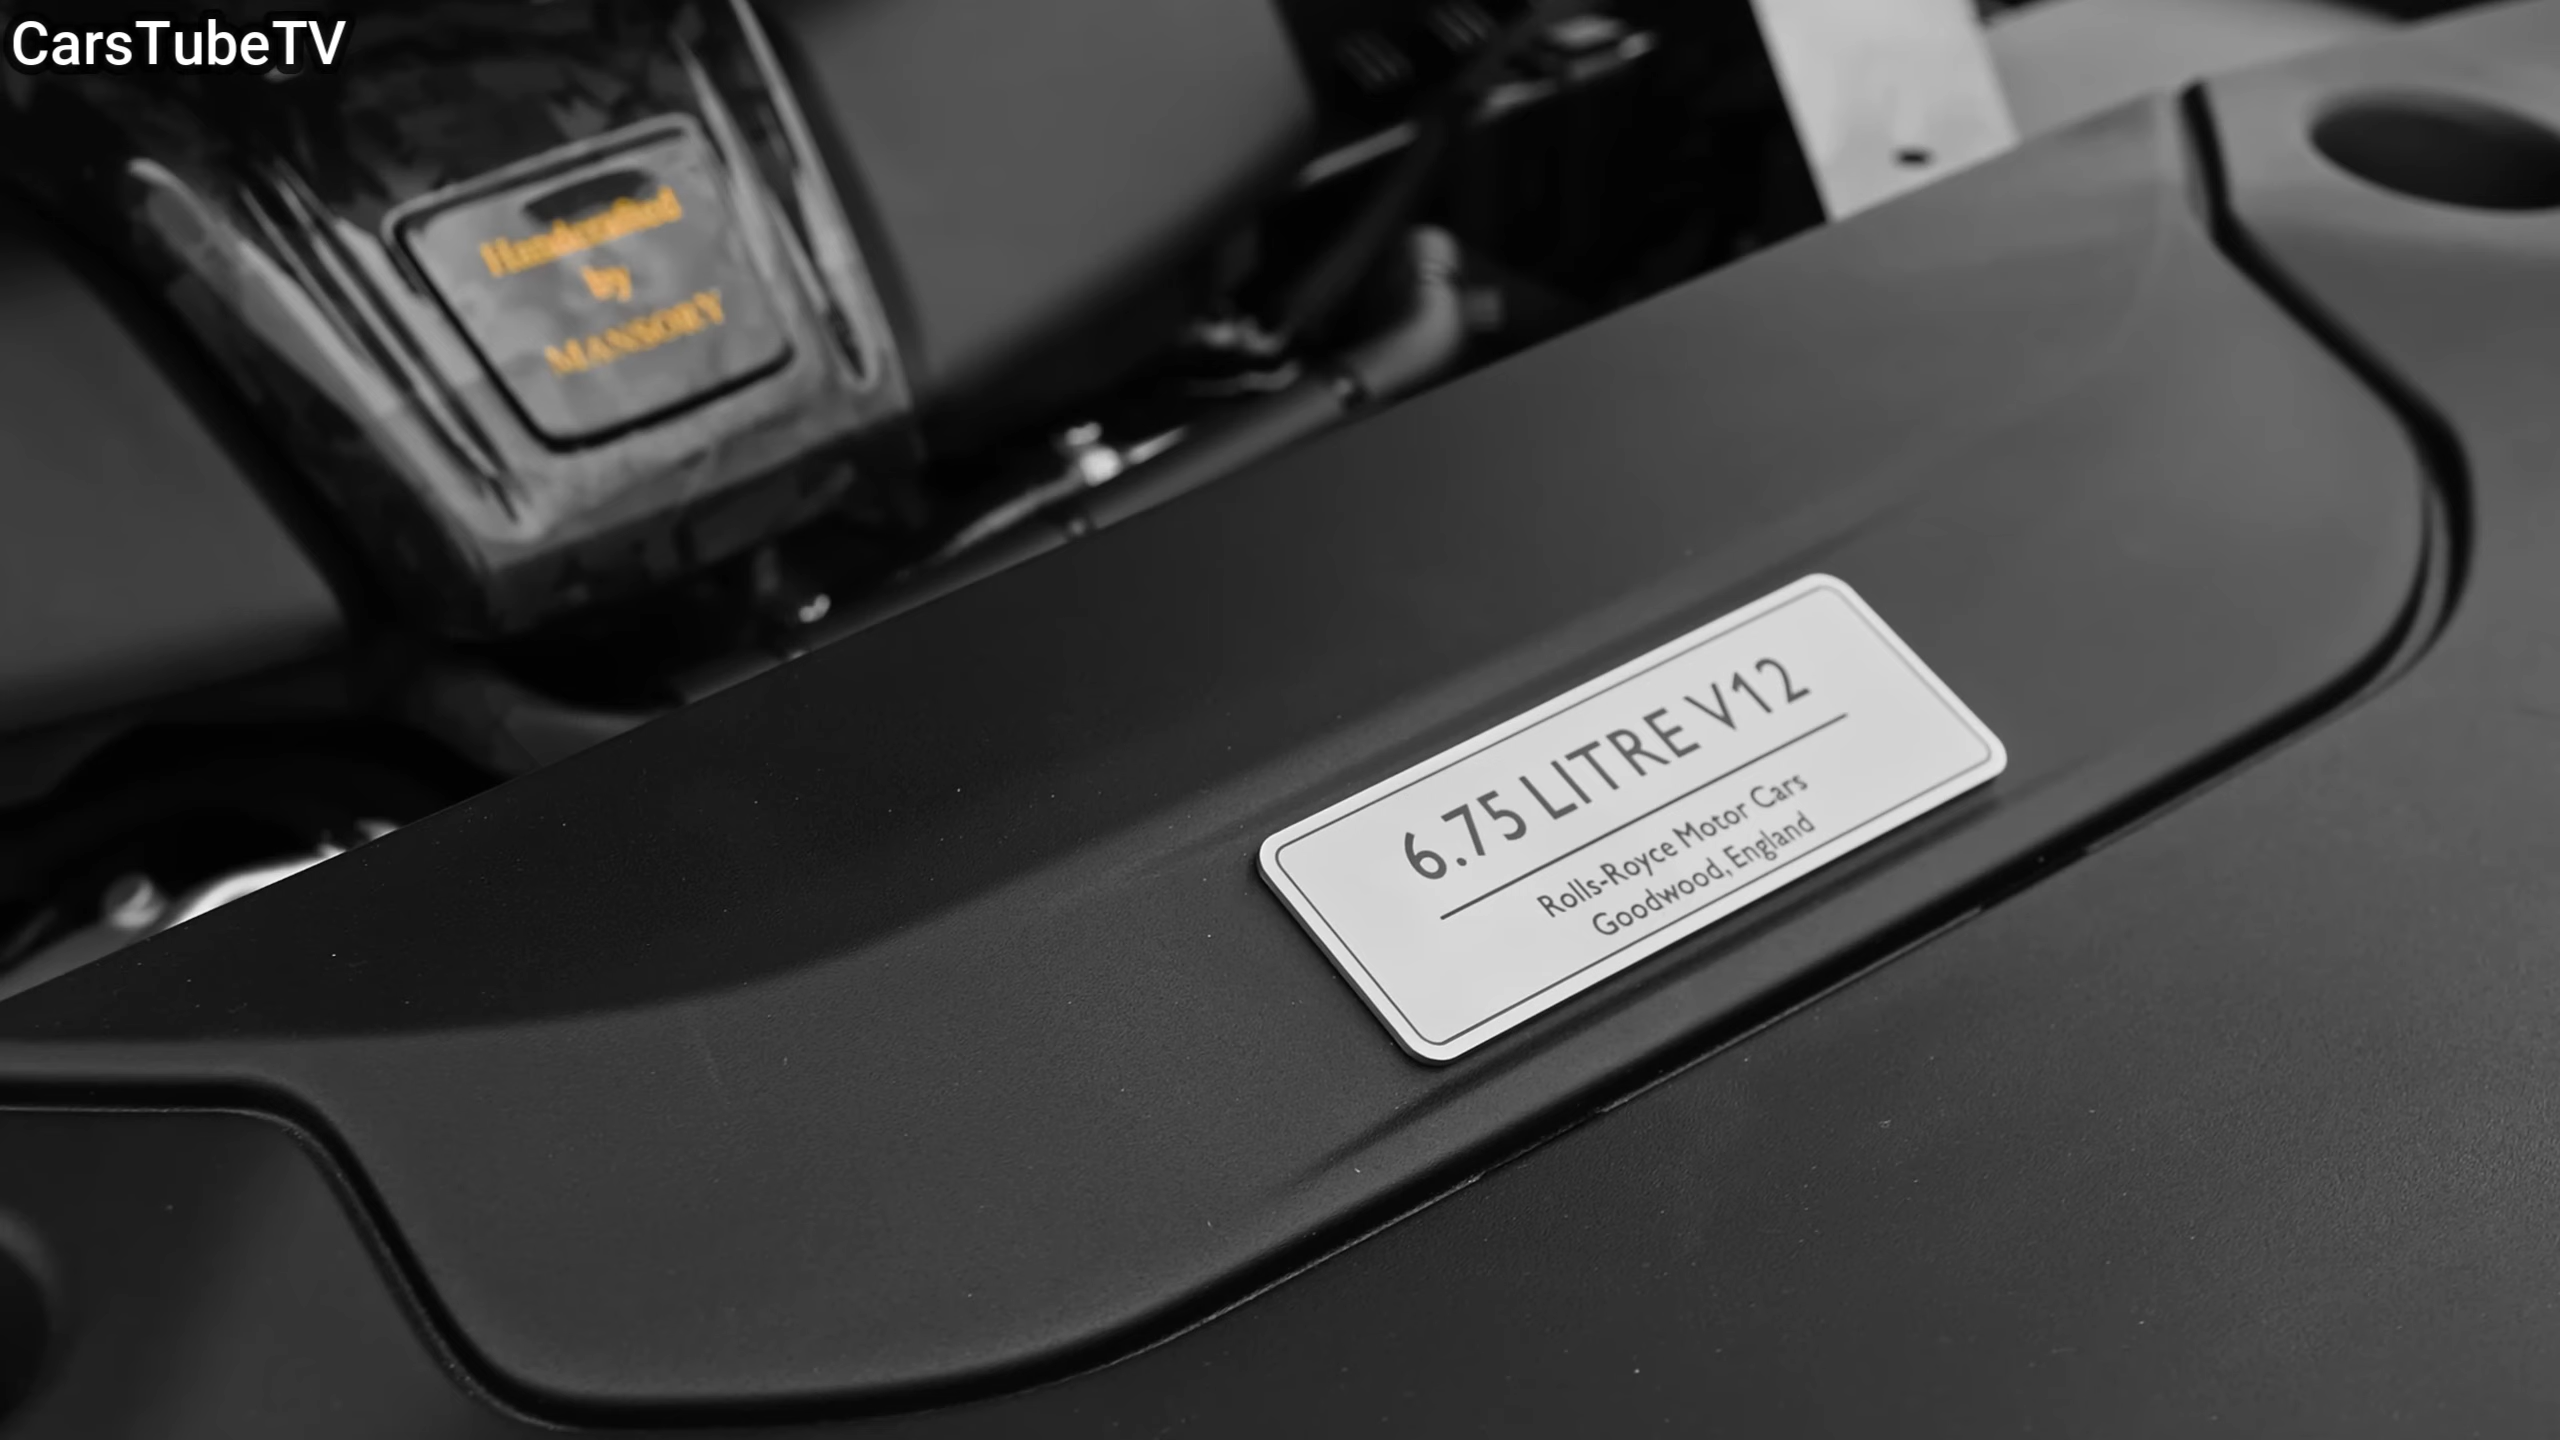 CarsTubeTV
Handcrafted
by
MANSORY
6.75 LITRE V12
Rolls-Royce Motor Cars
Goodwood, England